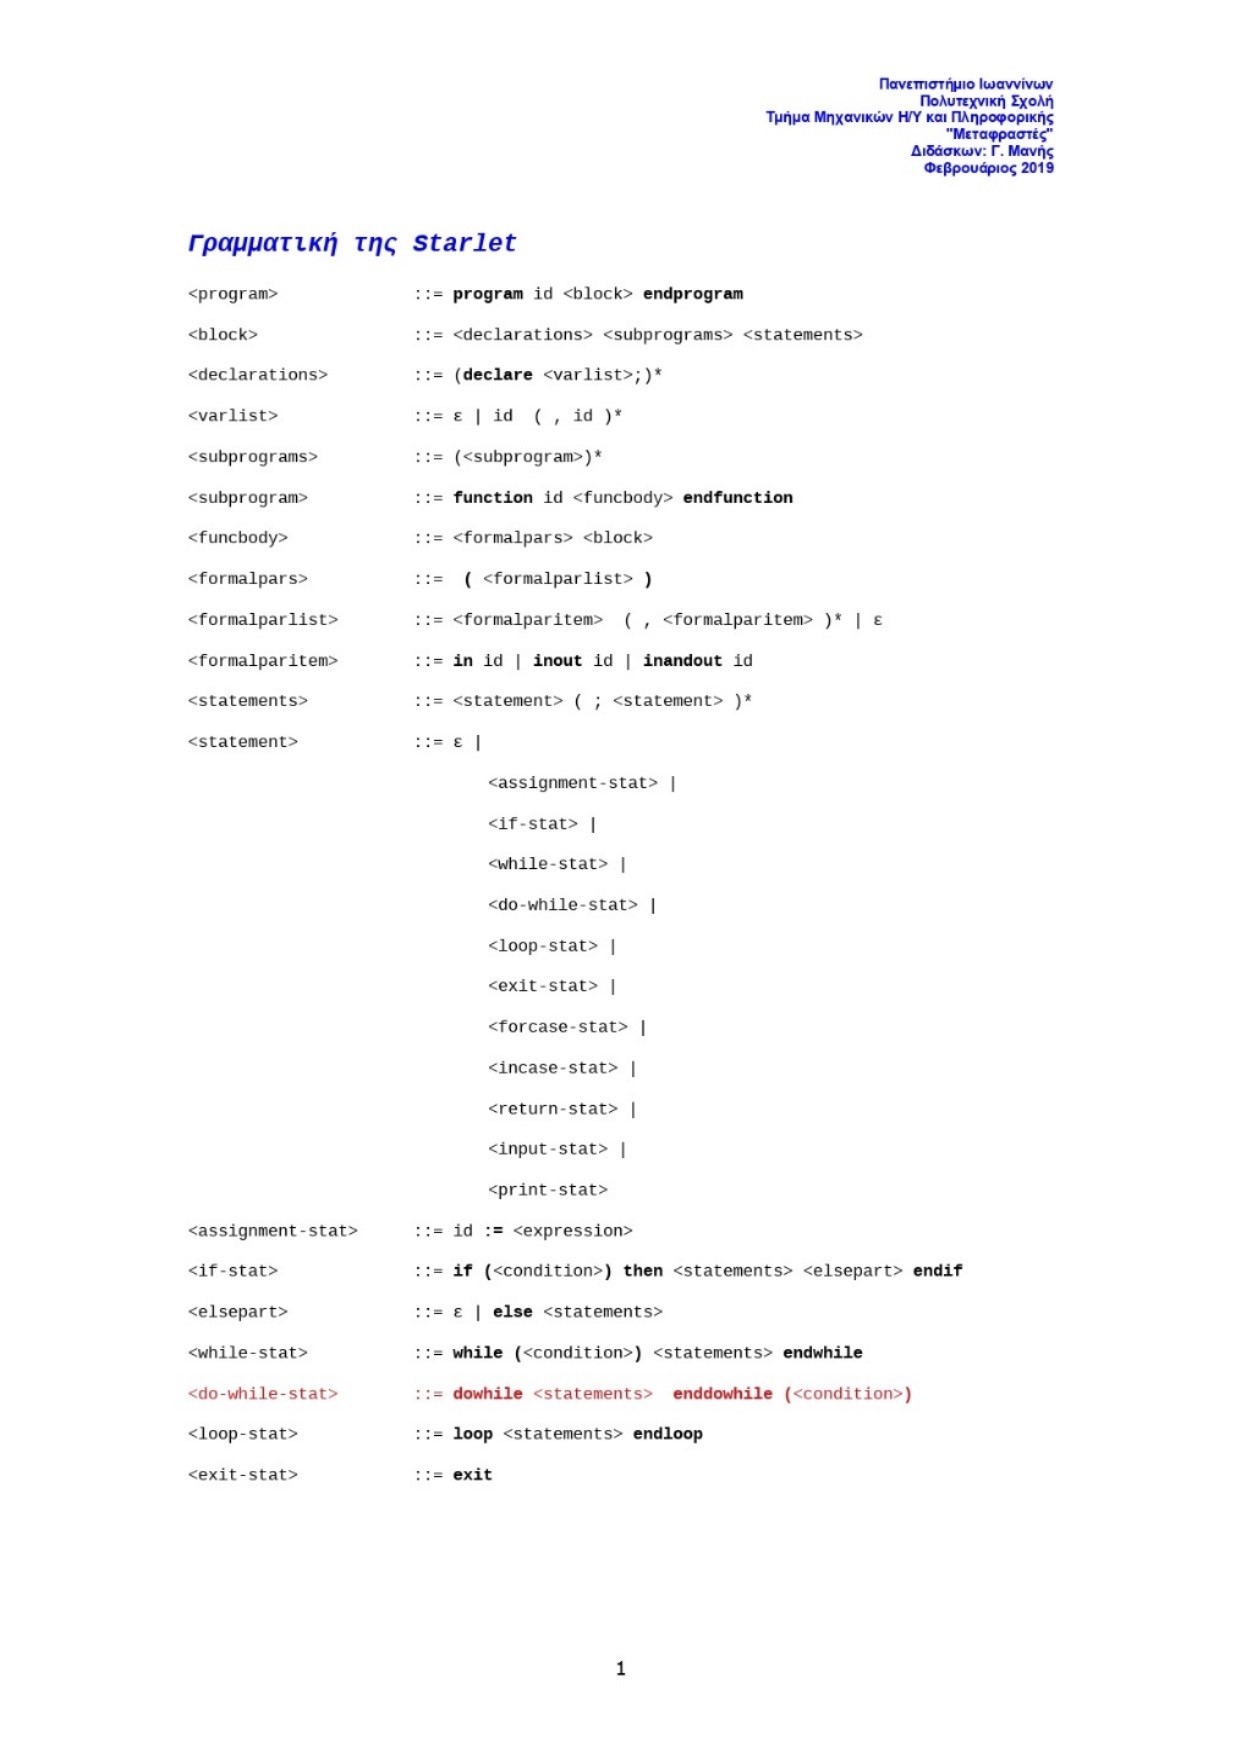 Πανεπιστήμιο Ιωαννίνων
Πολυτεχνική Σχολή
Τμήμα Μηχανικών Η/Υ και Πληροφορικής
"Μεταφραστές"
Διδάσκων: Γ. Μανής
Φεβρουάριος 2019
Γραμματική της Starlet
<program> ::= program id <block> endprogram
<block> ::= <declarations> <subprograms> <statements>
<declarations> ::= (declare <varlist>;)*
<varlist> ::= ε | id ( , id )*
<subprograms> ::= (<subprogram>)*
<subprogram> ::= function id <funcbody> endfunction
<funcbody> ::= <formalpars> <block>
<formalpars> ::= ( <formalparlist> )
<formalparlist> ::= <formalparitem> ( , <formalparitem> )* | ε
<formalparitem> ::= in id | inout id | inandout id
<statements> ::= <statement> ( ; <statement> )*
<statement> ::= ε |
<assignment-stat> |
<if-stat> |
<while-stat> |
<do-while-stat> |
<loop-stat> |
<exit-stat> |
<forcase-stat> |
<incase-stat> |
<return-stat> |
<input-stat> |
<print-stat>
<assignment-stat> ::= id := <expression>
<if-stat> ::= if (<condition>) then <statements> <elsepart> endif
<elsepart> ::= ε | else <statements>
<while-stat> ::= while (<condition>) <statements> endwhile
<do-while-stat> ::= dowhile <statements> enddowhile (<condition>)
<loop-stat> ::= loop <statements> endloop
<exit-stat> ::= exit
1